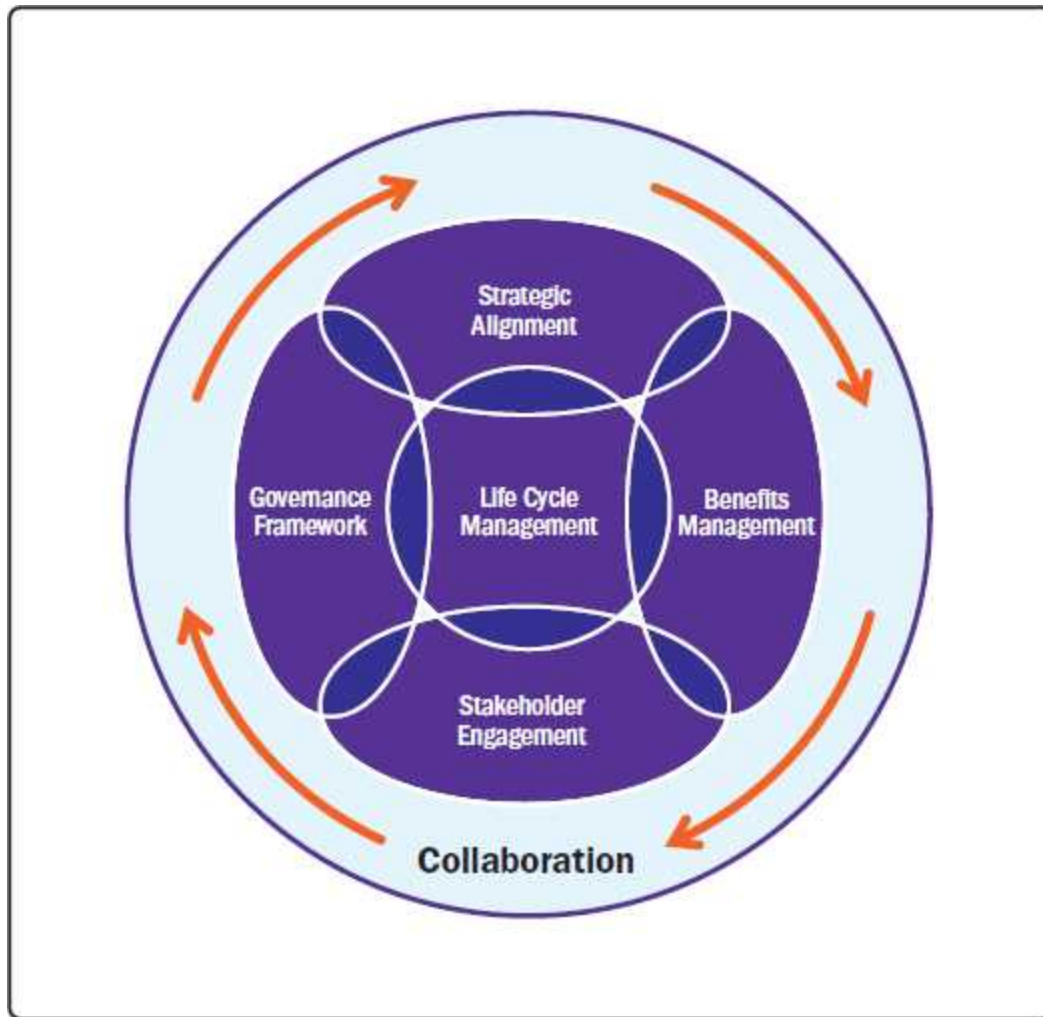 Strategic
Alignment
Governance
Framework
Life Cycle
Management
Benefits
Management
Stakeholder
Engagement
Collaboration